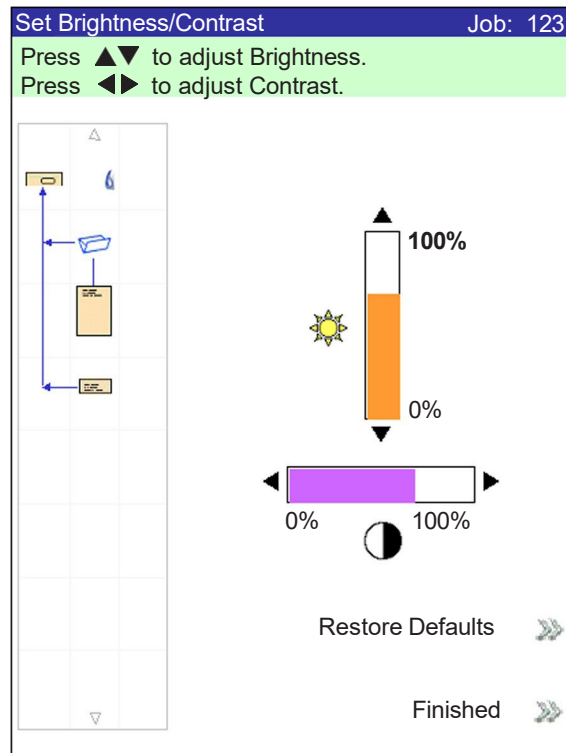 Set Brightness/Contrast Job: 123
Press ▲▼ to adjust Brightness.
Press ◀▶ to adjust Contrast.
100%
0%
0% 100%
Restore Defaults
Finished